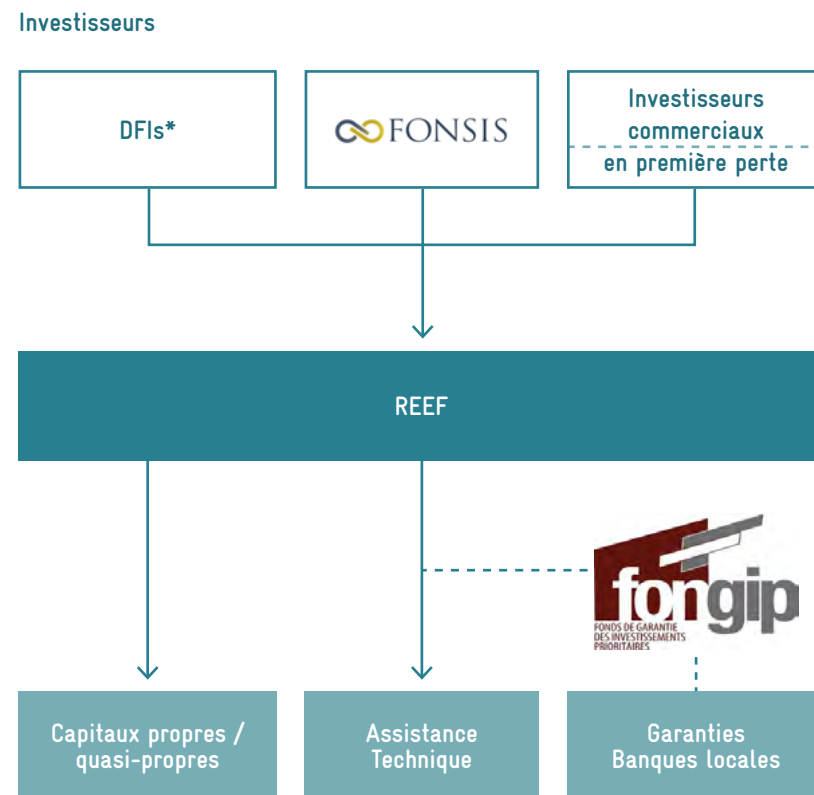 Investisseurs
DFIs*
FONSIS
Investisseurs
commerciaux
en première perte
REEF
fongip
FONDS DE GARANTIE
DES INVESTISSEMENTS
PRIORITAIRES
Capitaux propres /
quasi-propres
Assistance
Technique
Garanties
Banques locales